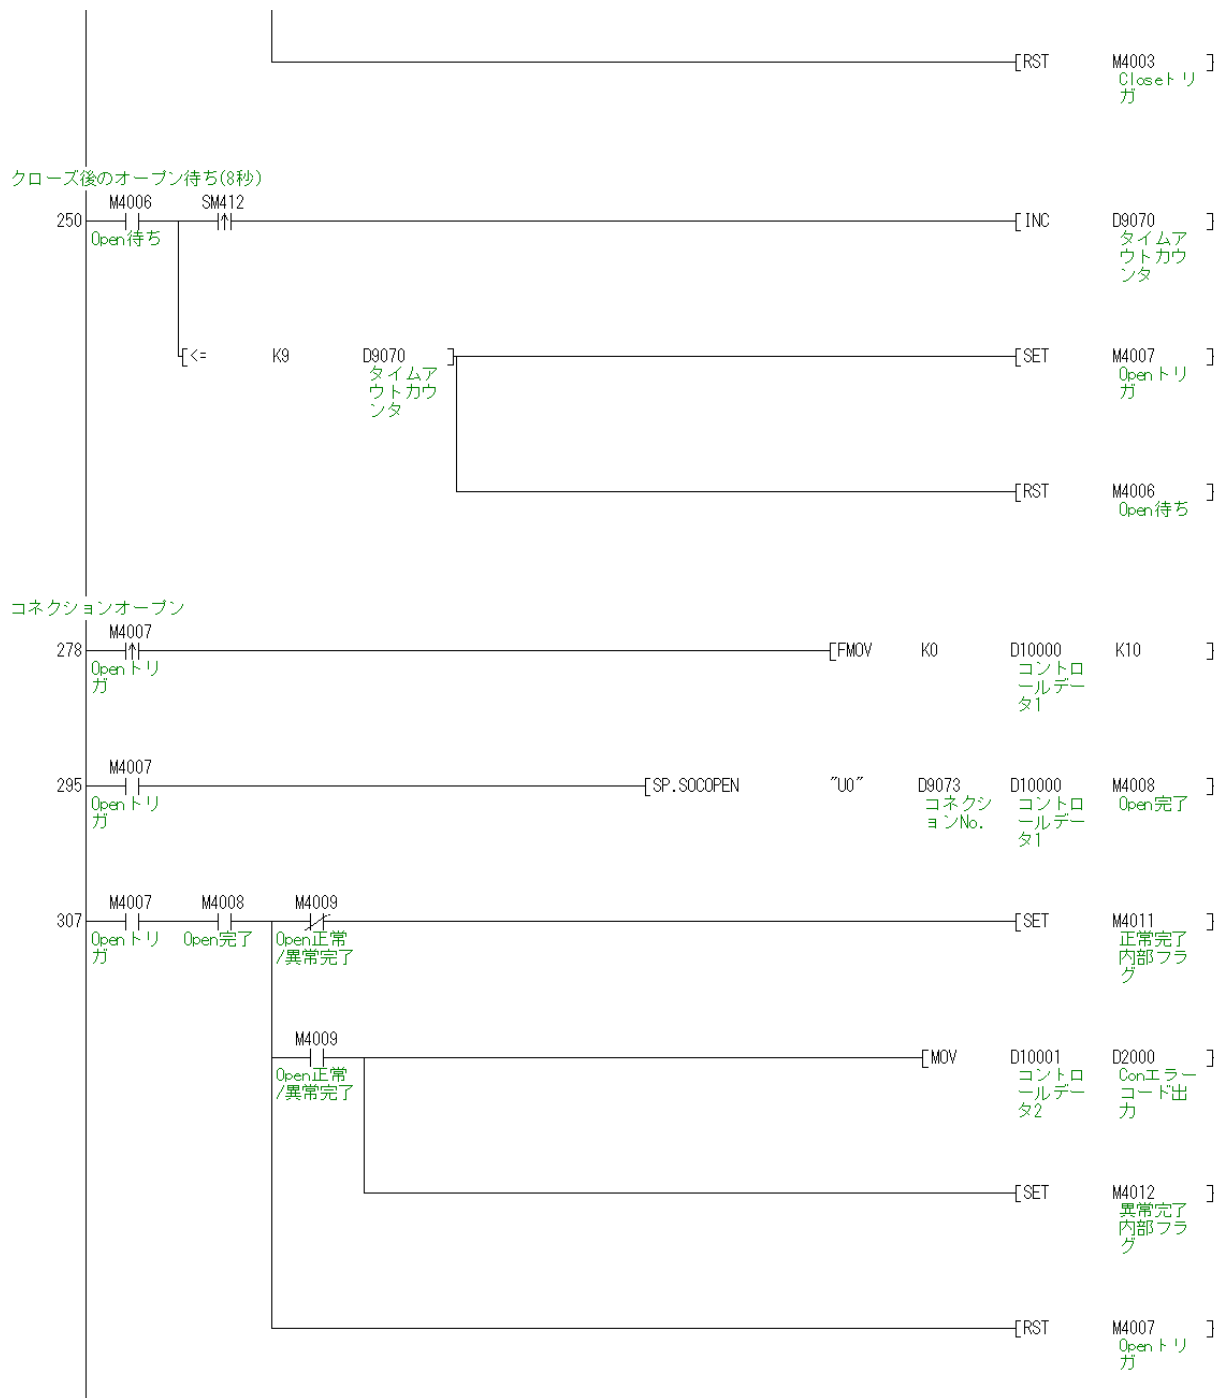 [RST M4003 ]
Closeトリ
ガ
クローズ後のオープン待ち(8秒)
M4006 SM412
250 [INC D9070 ]
Open待ち タイムア
ウトカウ
ンタ
[<= K9 D9070 ] [SET M4007 ]
タイムア Openトリ
ウトカウ ガ
ンタ
[RST M4006 ]
Open待ち
コネクションオープン
M4007
278 [FMOV K0 D10000 K10 ]
Openトリ コントロ
ガ ールデー
タ1
M4007
295 [SP.SOCOPEN "U0" D9073 D10000 M4008 ]
Openトリ コネクシ コントロ Open完了
ガ ョンNo. ールデー
タ1
M4007 M4008 M4009
307 [SET M4011 ]
Openトリ Open完了 Open正常 正常完了
ガ /異常完了 内部フラ
グ
M4009
[MOV D10001 D2000 ]
Open正常 コントロ Conエラー
/異常完了 ールデー コード出
タ2 力
[SET M4012 ]
異常完了
内部フラ
グ
[RST M4007 ]
Openトリ
ガ